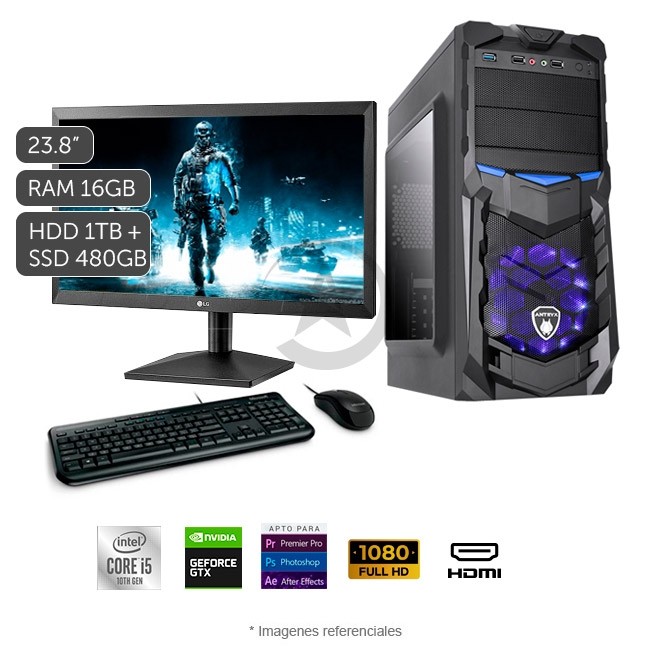 23.8”
RAM 16GB
HDD 1TB +
SSD 480GB
LG
ANTRYX
intel
CORE i5
10TH GEN
NVIDIA
GEFORCE
GTX
APTO PARA
Pr Premier Pro
Ps Photoshop
Ae After Effects
1080
FULL HD
HDMI
* Imagenes referenciales